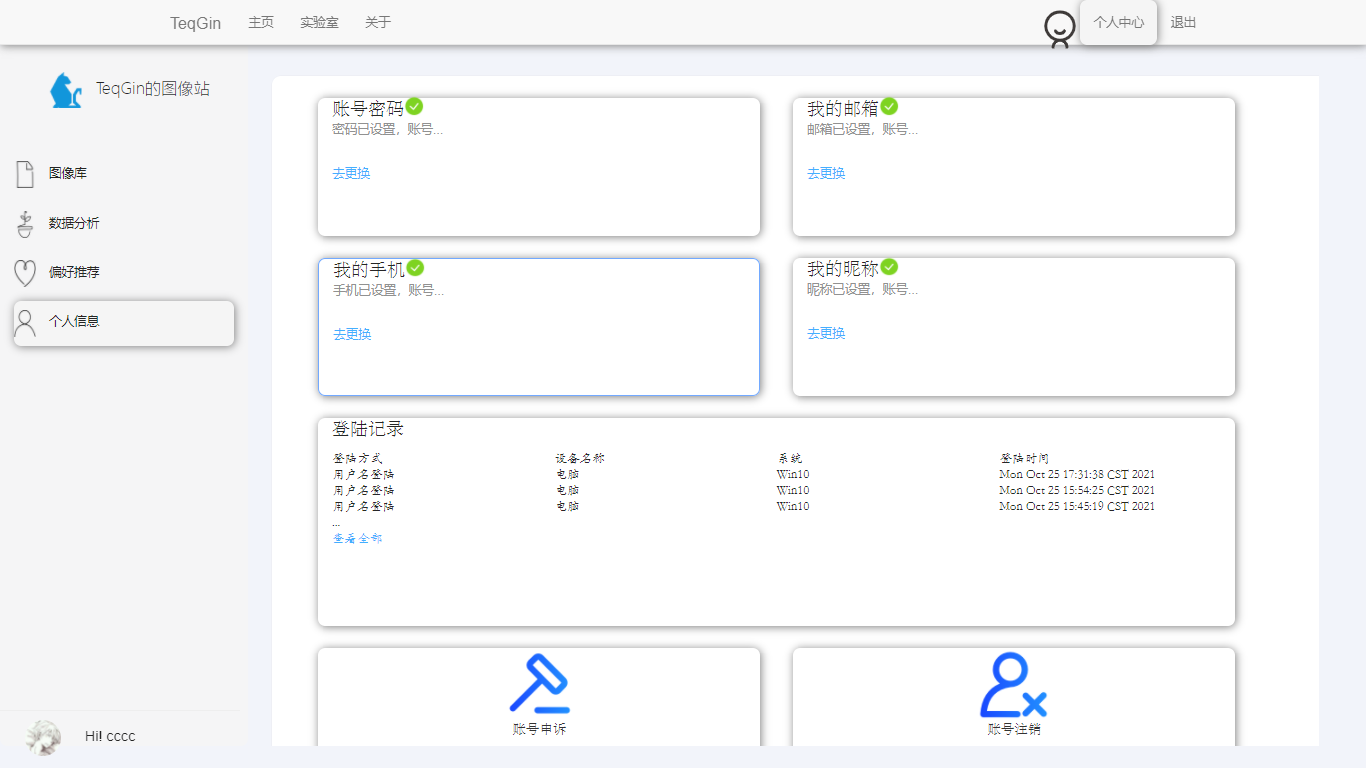 TeqGin 主页 实验室 关于 个人中心 退出
TeqGin的图像站
图像库
数据分析
偏好推荐
个人信息
Hi! cccc
账号密码
密码已设置，账号...
去更换
我的邮箱
邮箱已设置，账号...
去更换
我的手机
手机已设置，账号...
去更换
我的昵称
昵称已设置，账号...
去更换
登陆记录
登陆方式 设备名称 系统 登陆时间
用户名登陆 电脑 Win10 Mon Oct 25 17:31:38 CST 2021
用户名登陆 电脑 Win10 Mon Oct 25 15:54:25 CST 2021
用户名登陆 电脑 Win10 Mon Oct 25 15:45:19 CST 2021
...
查看全部
账号申诉
账号注销